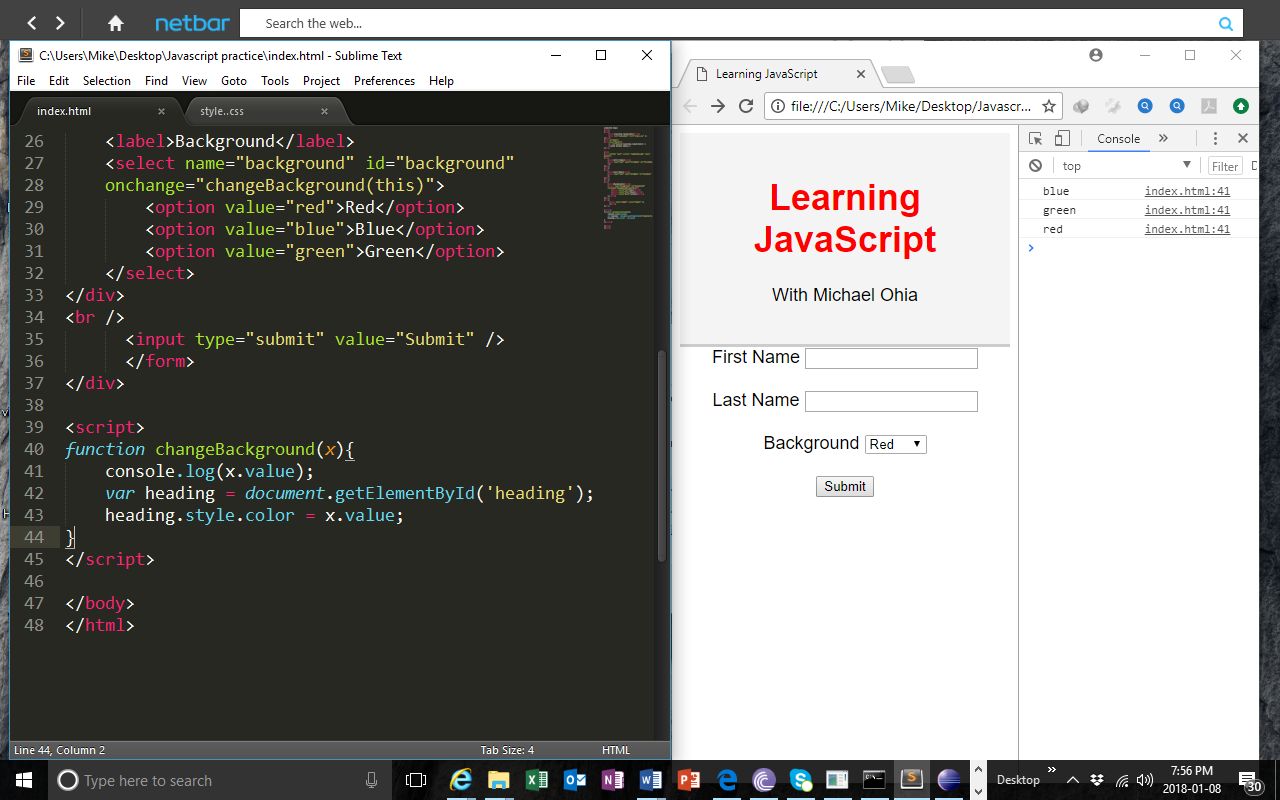 netbar
Search the web...
C:\Users\Mike\Desktop\Javascript practice\index.html - Sublime Text
File Edit Selection Find View Goto Tools Project Preferences Help
index.html
style..css
26 <label>Background</label>
27 <select name="background" id="background"
28 onchange="changeBackground(this)">
29 <option value="red">Red</option>
30 <option value="blue">Blue</option>
31 <option value="green">Green</option>
32 </select>
33 </div>
34 <br />
35 <input type="submit" value="Submit" />
36 </form>
37 </div>
38
39 <script>
40 function changeBackground(x){
41 console.log(x.value);
42 var heading = document.getElementById('heading');
43 heading.style.color = x.value;
44 }
45 </script>
46
47 </body>
48 </html>
Line 44, Column 2
Tab Size: 4
HTML
Learning JavaScript
file:///C:/Users/Mike/Desktop/Javascr...
Learning
JavaScript
With Michael Ohia
First Name
Last Name
Background Red
Submit
Console
top
Filter
blue index.html:41
green index.html:41
red index.html:41
Type here to search
Desktop
7:56 PM
2018-01-08
30